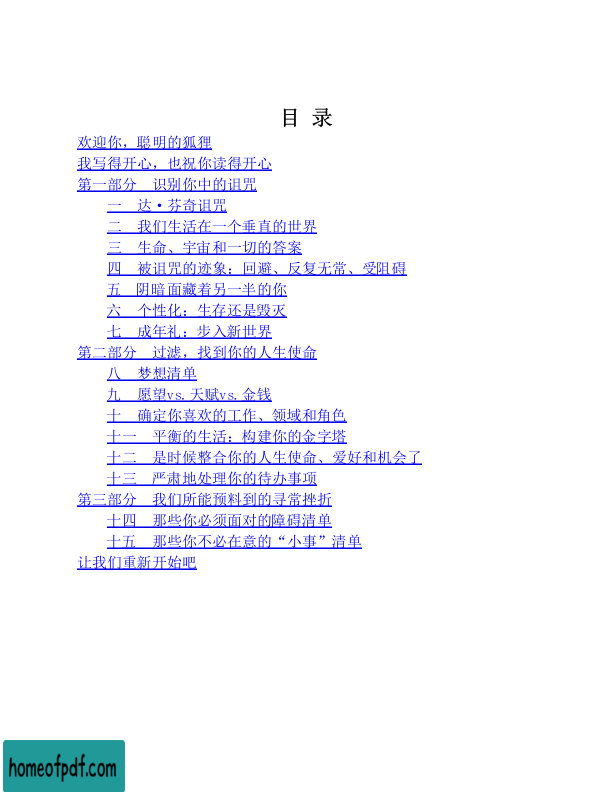 目 录
欢迎你，聪明的狐狸
我写得开心，也祝你读得开心
第一部分　识别你中的诅咒
一　达·芬奇诅咒
二　我们生活在一个垂直的世界
三　生命、宇宙和一切的答案
四　被诅咒的迹象：回避、反复无常、受阻碍
五　阴暗面藏着另一半的你
六　个性化：生存还是毁灭
七　成年礼：步入新世界
第二部分　过滤，找到你的人生使命
八　梦想清单
九　愿望vs.天赋vs.金钱
十　确定你喜欢的工作、领域和角色
十一　平衡的生活：构建你的金字塔
十二　是时候整合你的人生使命、爱好和机会了
十三　严肃地处理你的待办事项
第三部分　我们所能预料到的寻常挫折
十四　那些你必须面对的障碍清单
十五　那些你不必在意的“小事”清单
让我们重新开始吧
homeofpdf.com